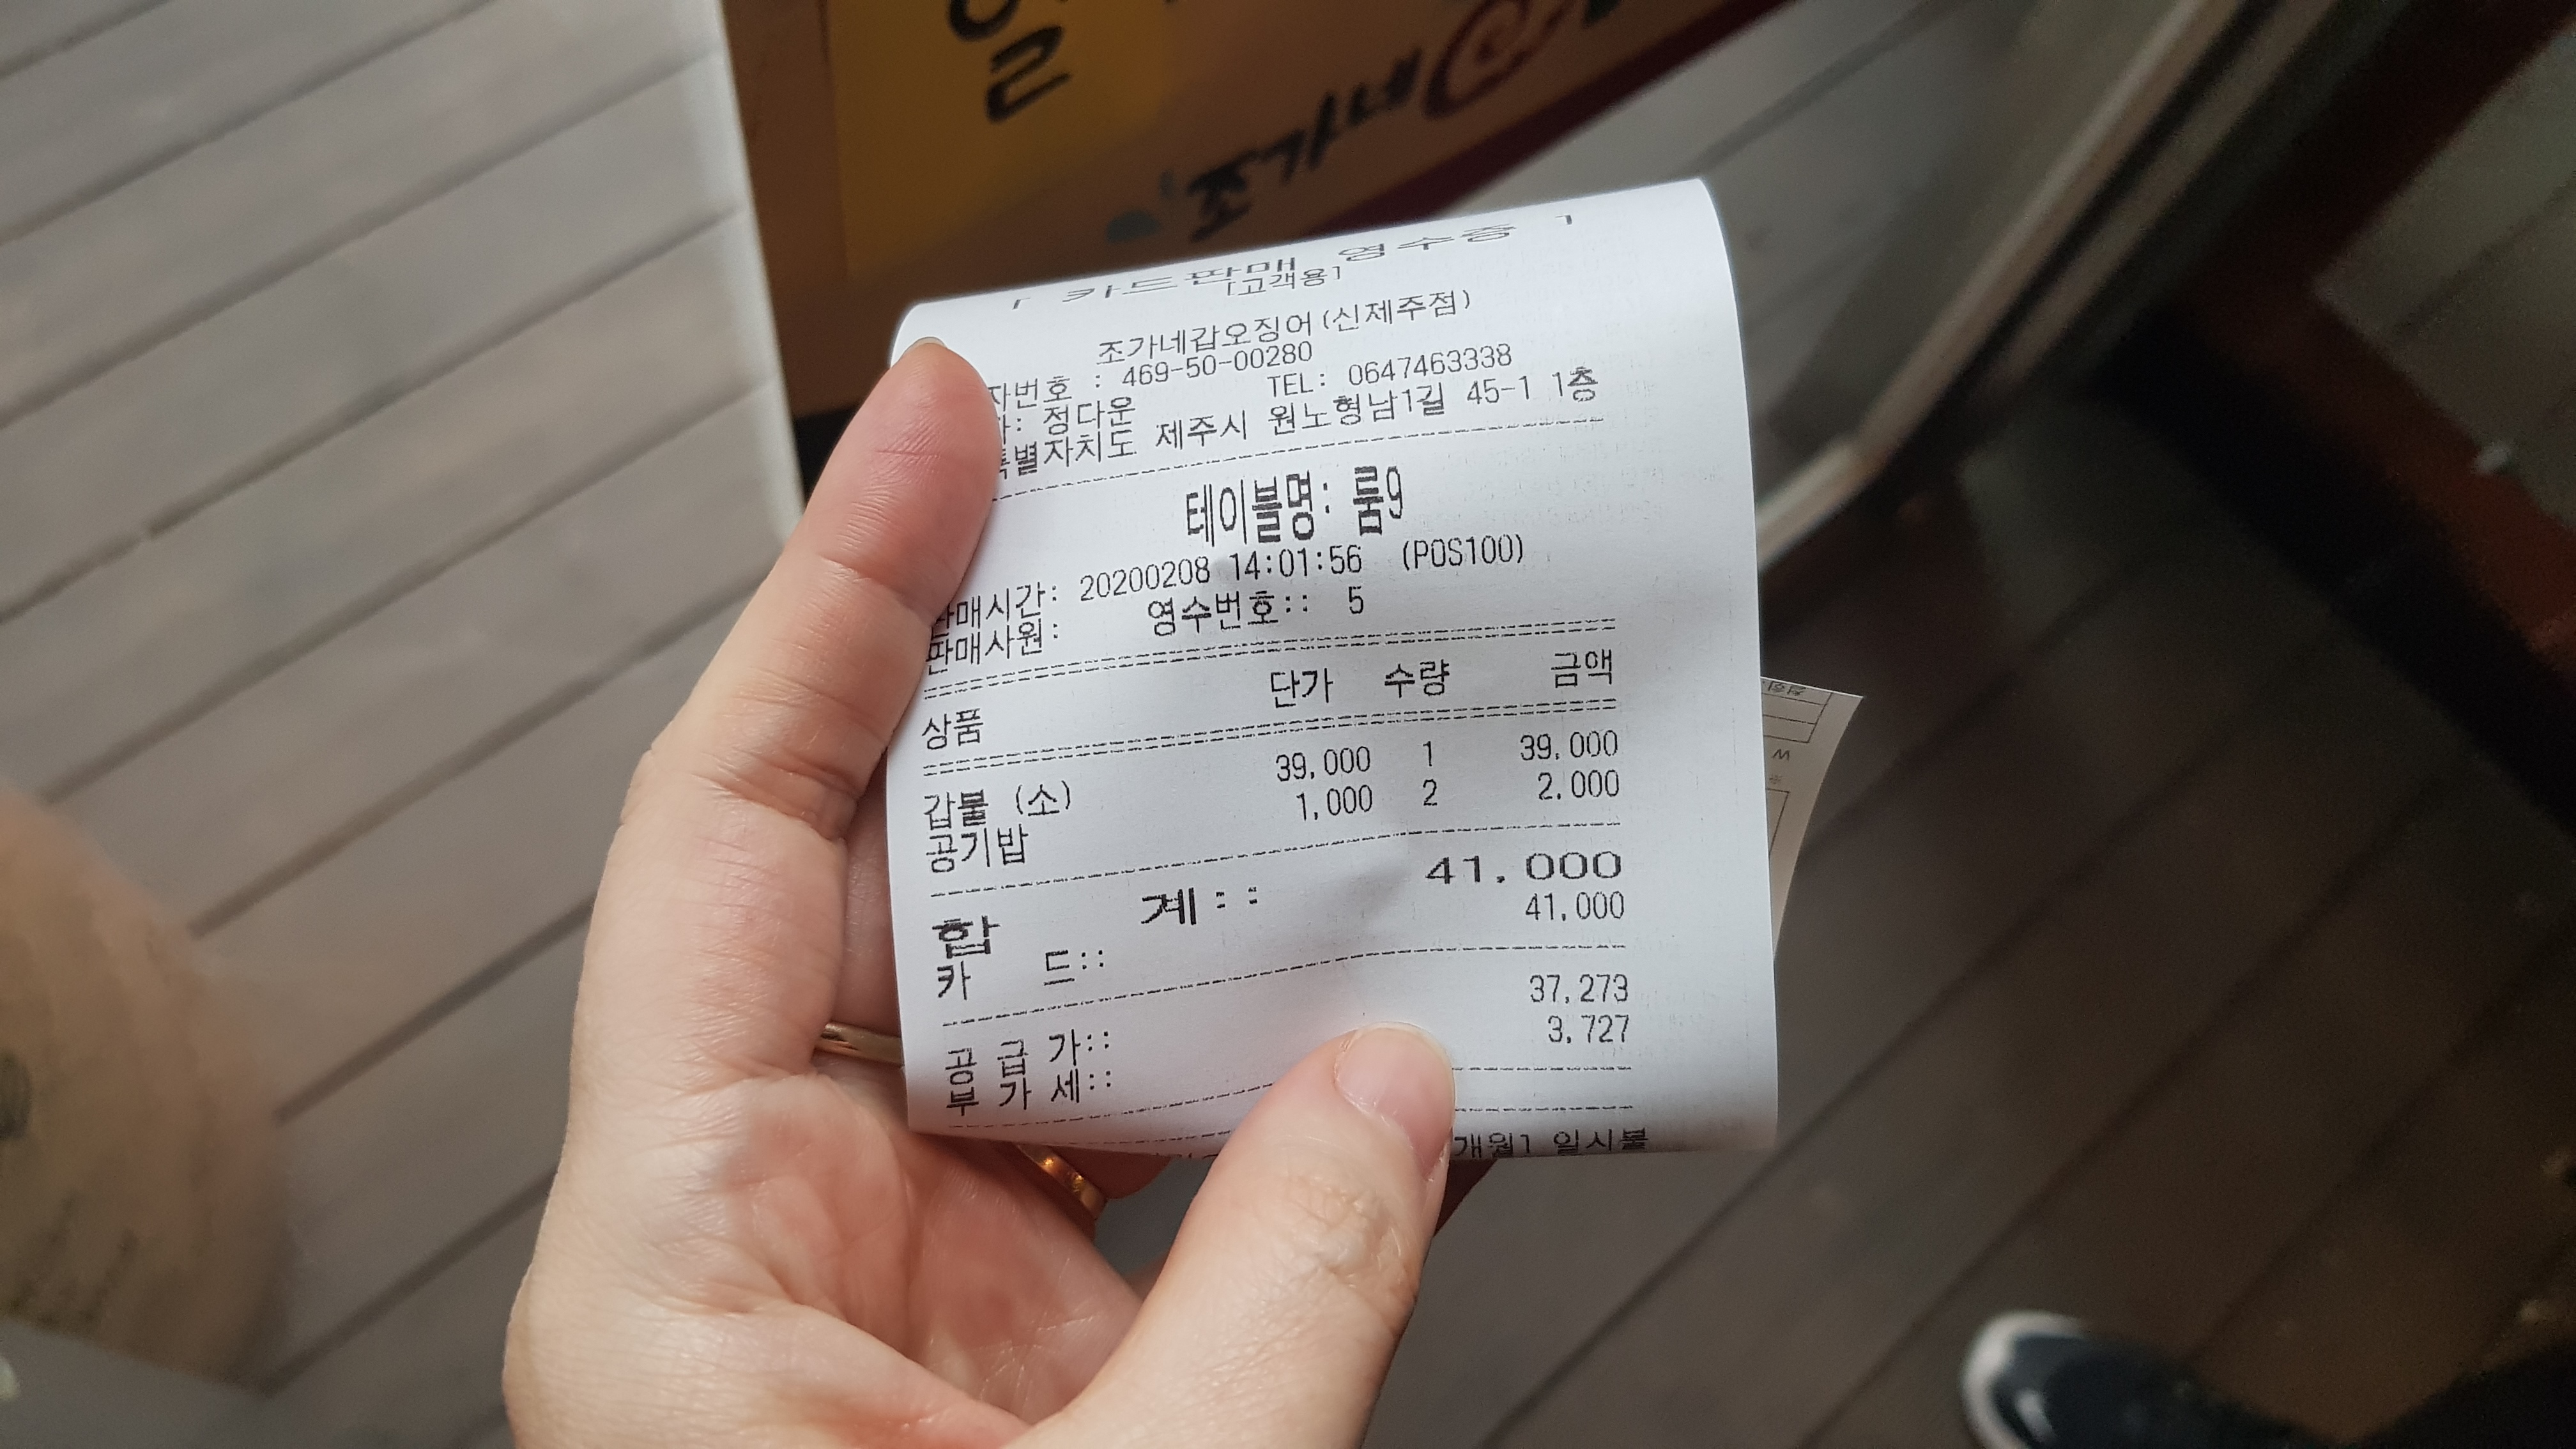 조가네
[ 카드판매 영수증 ]
[고객용]
조가네갑오징어(신제주점)
자번호 : 469-50-00280
자: 정다운 TEL: 0647463338
특별자치도 제주시 원노형남1길 45-1 1층
테이블명: 룸9
판매시간: 20200208 14:01:56 (POS100)
판매사원: 영수번호:: 5
상품 단가 수량 금액
갑불 (소) 39,000 1 39,000
공기밥 1,000 2 2,000
합 계:: 41,000
카 드:: 41,000
공 급 가:: 37,273
부 가 세:: 3,727
개월] 일시불